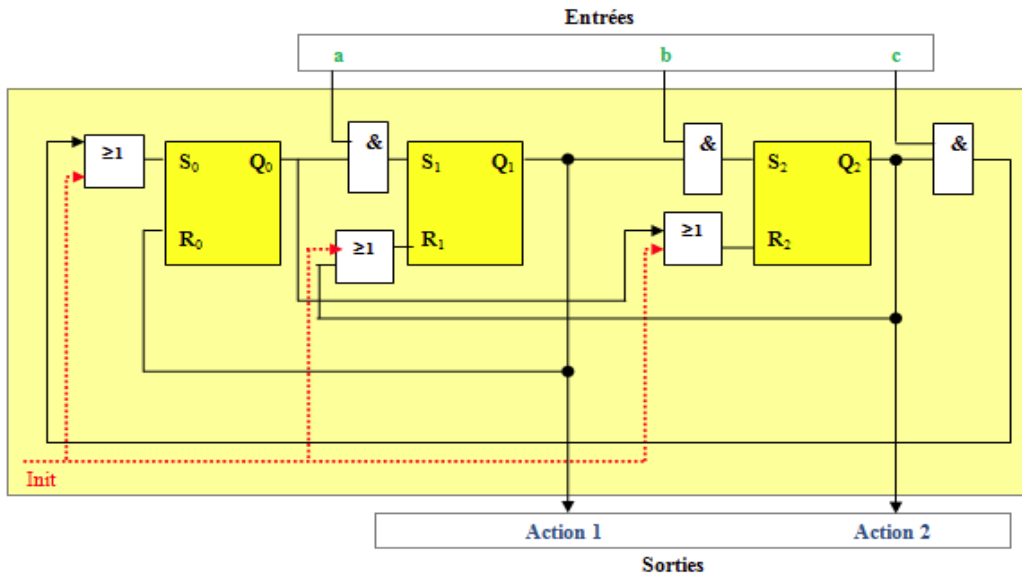 Entrées
a b c
≥1 S₀ Q₀ & S₁ Q₁ & S₂ Q₂ &
R₀ ≥1 R₁ ≥1 R₂
Init
Action 1 Action 2
Sorties